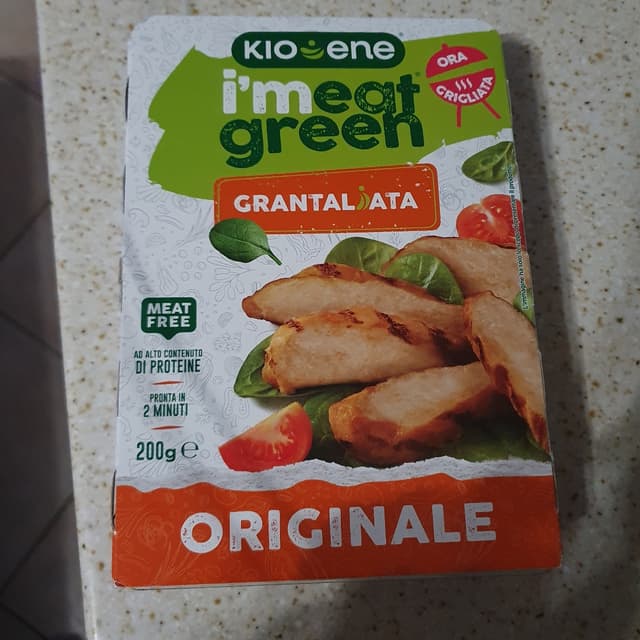 KIOENE®
i'meat®
green
ORA
GRIGLIATA
GRANTALIATA
MEAT
FREE
AD ALTO CONTENUTO
DI PROTEINE
PRONTA IN
2 MINUTI
200g e
ORIGINALE